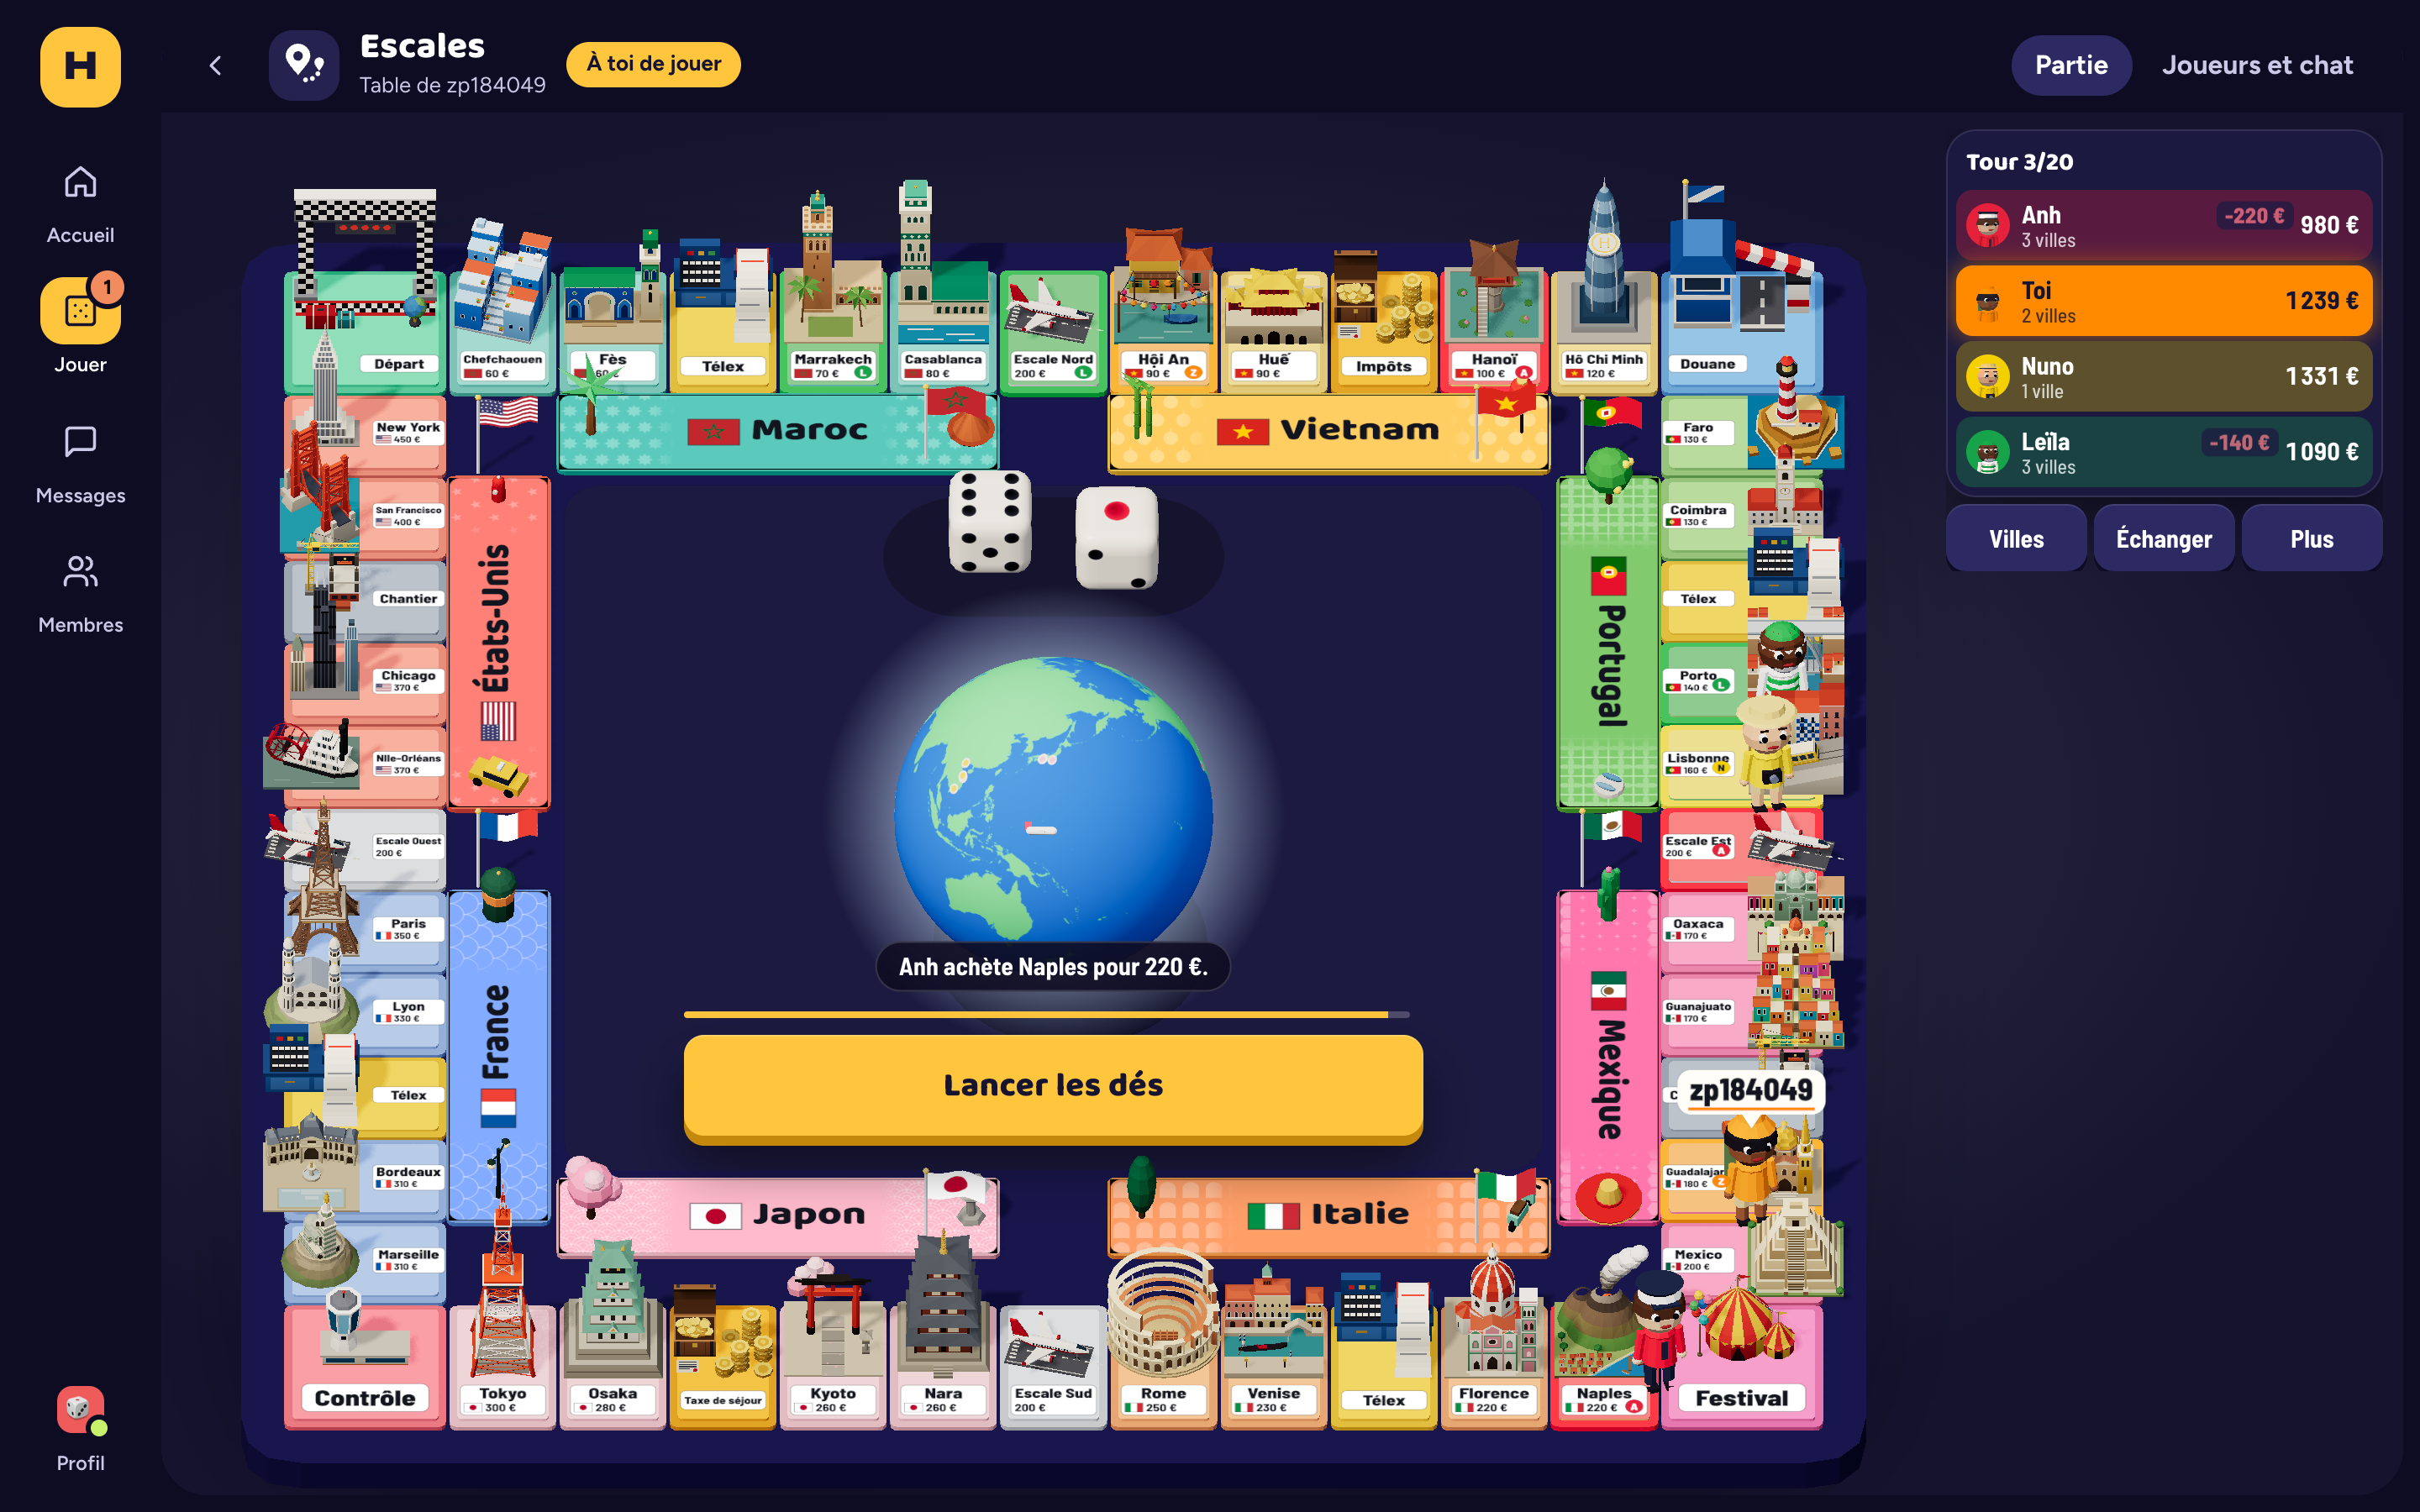 H
Escales
Table de zp184049
À toi de jouer
Partie
Joueurs et chat
Accueil
1
Jouer
Messages
Membres
Profil
Tour 3/20
Anh
3 villes
-220 €
980 €
Toi
2 villes
1 239 €
Nuno
1 ville
1 331 €
Leïla
3 villes
-140 €
1 090 €
Villes
Échanger
Plus
Départ
Chefchaouen
60 €
Fès
60 €
Télex
Marrakech
70 € L
Casablanca
80 €
Escale Nord
200 € L
Hội An
90 € Z
Huế
90 €
Impôts
Hanoï
100 € A
H
Hô Chi Minh
120 €
Douane
Maroc
Vietnam
New York
450 €
San Francisco
400 €
Chantier
Chicago
370 €
Nlle-Orléans
370 €
Escale Ouest
200 €
Paris
350 €
Lyon
330 €
Télex
Bordeaux
310 €
Marseille
310 €
États-Unis
France
Faro
130 €
Coimbra
130 €
Télex
Porto
140 € L
Lisbonne
160 € N
Escale Est
200 € A
Oaxaca
170 €
Guanajuato
170 €
C
zp184049
Guadalajar
180 € Z
Mexico
200 €
Portugal
Mexique
Anh achète Naples pour 220 €.
Lancer les dés
Japon
Italie
Contrôle
Tokyo
300 €
Osaka
280 €
Taxe de séjour
Kyoto
260 €
Nara
260 €
Escale Sud
200 €
Rome
250 €
Venise
230 €
Télex
Florence
220 €
Naples
220 € A
Festival